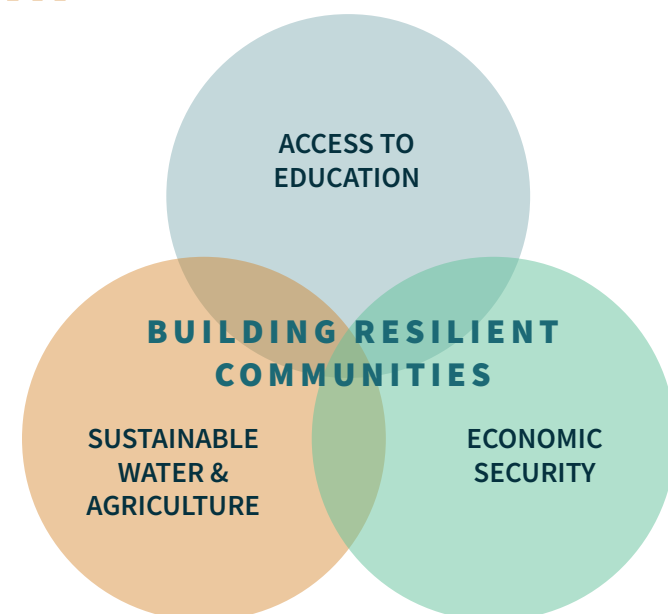 ACCESS TO
EDUCATION
BUILDING RESILIENT
COMMUNITIES
SUSTAINABLE
WATER &
AGRICULTURE
ECONOMIC
SECURITY